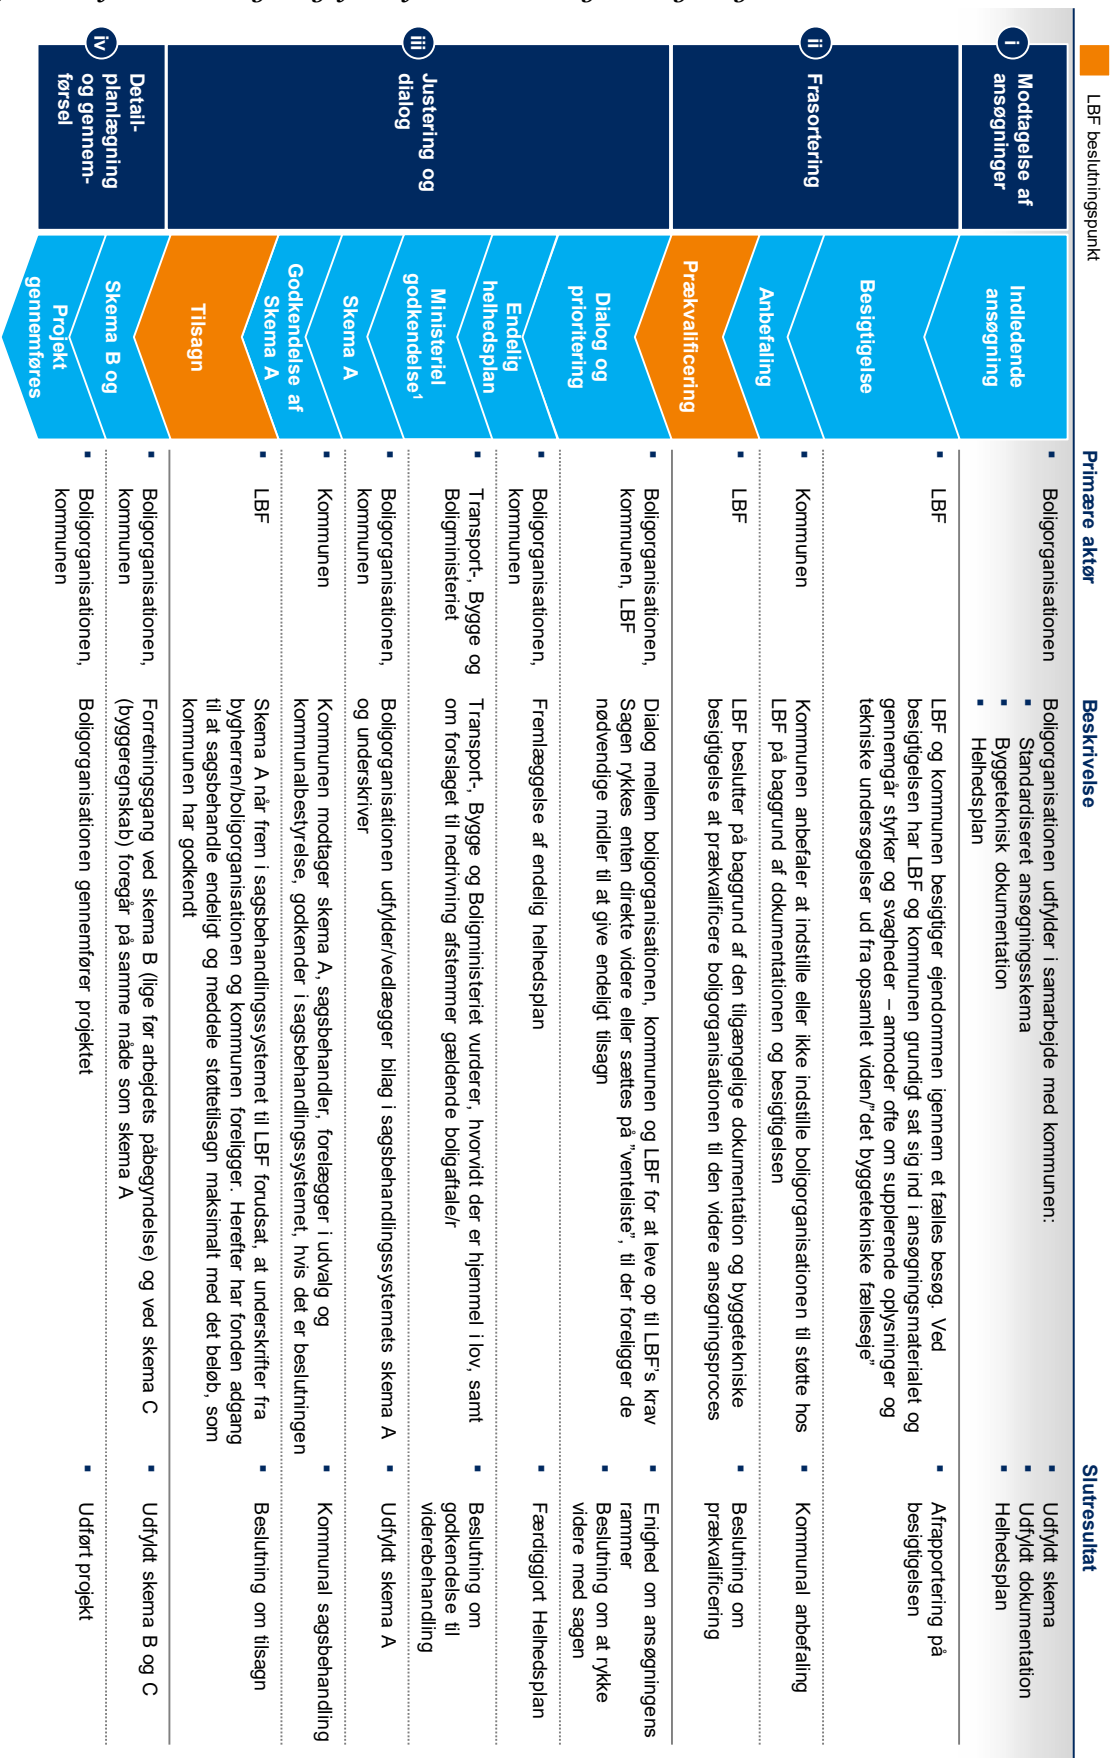 LBF beslutningspunkt
Primære aktør
Beskrivelse
Slutresultat
i
Modtagelse af
ansøgninger
Indledende
ansøgning
Boligorganisationen
Boligorganisationen udfylder i samarbejde med kommunen:
Standardiseret ansøgningsskema
Byggeteknisk dokumentation
Helhedsplan
Udfyldt skema
Udfyldt dokumentation
Helhedsplan
ii
Frasortering
Besigtigelse
LBF
LBF og kommunen besigtiger ejendommen igennem et fælles besøg. Ved
besigtigelsen har LBF og kommunen grundigt sat sig ind i ansøgningsmaterialet og
gennemgår styrker og svagheder – anmoder ofte om supplerende oplysninger og
tekniske undersøgelser ud fra opsamlet viden/”det byggetekniske fælleseje”
Afrapportering på
besigtigelsen
Anbefaling
Kommunen
Kommunen anbefaler at indstille eller ikke indstille boligorganisationen til støtte hos
LBF på baggrund af dokumentationen og besigtigelsen
Kommunal anbefaling
Prækvalificering
LBF
LBF beslutter på baggrund af den tilgængelige dokumentation og byggetekniske
besigtigelse at prækvalificere boligorganisationen til den videre ansøgningsproces
Beslutning om
prækvalificering
iii
Justering og
dialog
Dialog og
prioritering
Boligorganisationen,
kommunen, LBF
Dialog mellem boligorganisationen, kommunen og LBF for at leve op til LBF’s krav
Sagen rykkes enten direkte videre eller sættes på ”venteliste”, til der foreligger de
nødvendige midler til at give endeligt tilsagn
Enighed om ansøgningens
rammer
Beslutning om at rykke
videre med sagen
Endelig
helhedsplan
Boligorganisationen,
kommunen
Fremlæggelse af endelig helhedsplan
Færdiggjort Helhedsplan
Ministeriel
godkendelse¹
Transport-, Bygge og
Boligministeriet
Transport-, Bygge og Boligministeriet vurderer, hvorvidt der er hjemmel i lov, samt
om forslaget til nedrivning afstemmer gældende boligaftale/r
Beslutning om
godkendelse til
viderebehandling
Skema A
Boligorganisationen,
kommunen
Boligorganisationen udfylder/vedlægger bilag i sagsbehandlingssystemets skema A
og underskriver
Udfyldt skema A
Godkendelse af
Skema A
Kommunen
Kommunen modtager skema A, sagsbehandler, forelægger i udvalg og
kommunalbestyrelse, godkender i sagsbehandlingssystemet, hvis det er beslutningen
Kommunal sagsbehandling
Tilsagn
LBF
Skema A når frem i sagsbehandlingssystemet til LBF forudsat, at underskrifter fra
bygherren/boligorganisationen og kommunen foreligger. Herefter har fonden adgang
til at sagsbehandle endeligt og meddele støttetilsagn maksimalt med det beløb, som
kommunen har godkendt
Beslutning om tilsagn
iv
Detail-
planlægning
og gennem-
førsel
Skema B og
Boligorganisationen,
kommunen
Forretningsgang ved skema B (lige før arbejdets påbegyndelse) og ved skema C
(byggeregnskab) foregår på samme måde som skema A
Udfyldt skema B og C
Projekt
gennemføres
Boligorganisationen,
kommunen
Boligorganisationen gennemfører projektet
Udført projekt